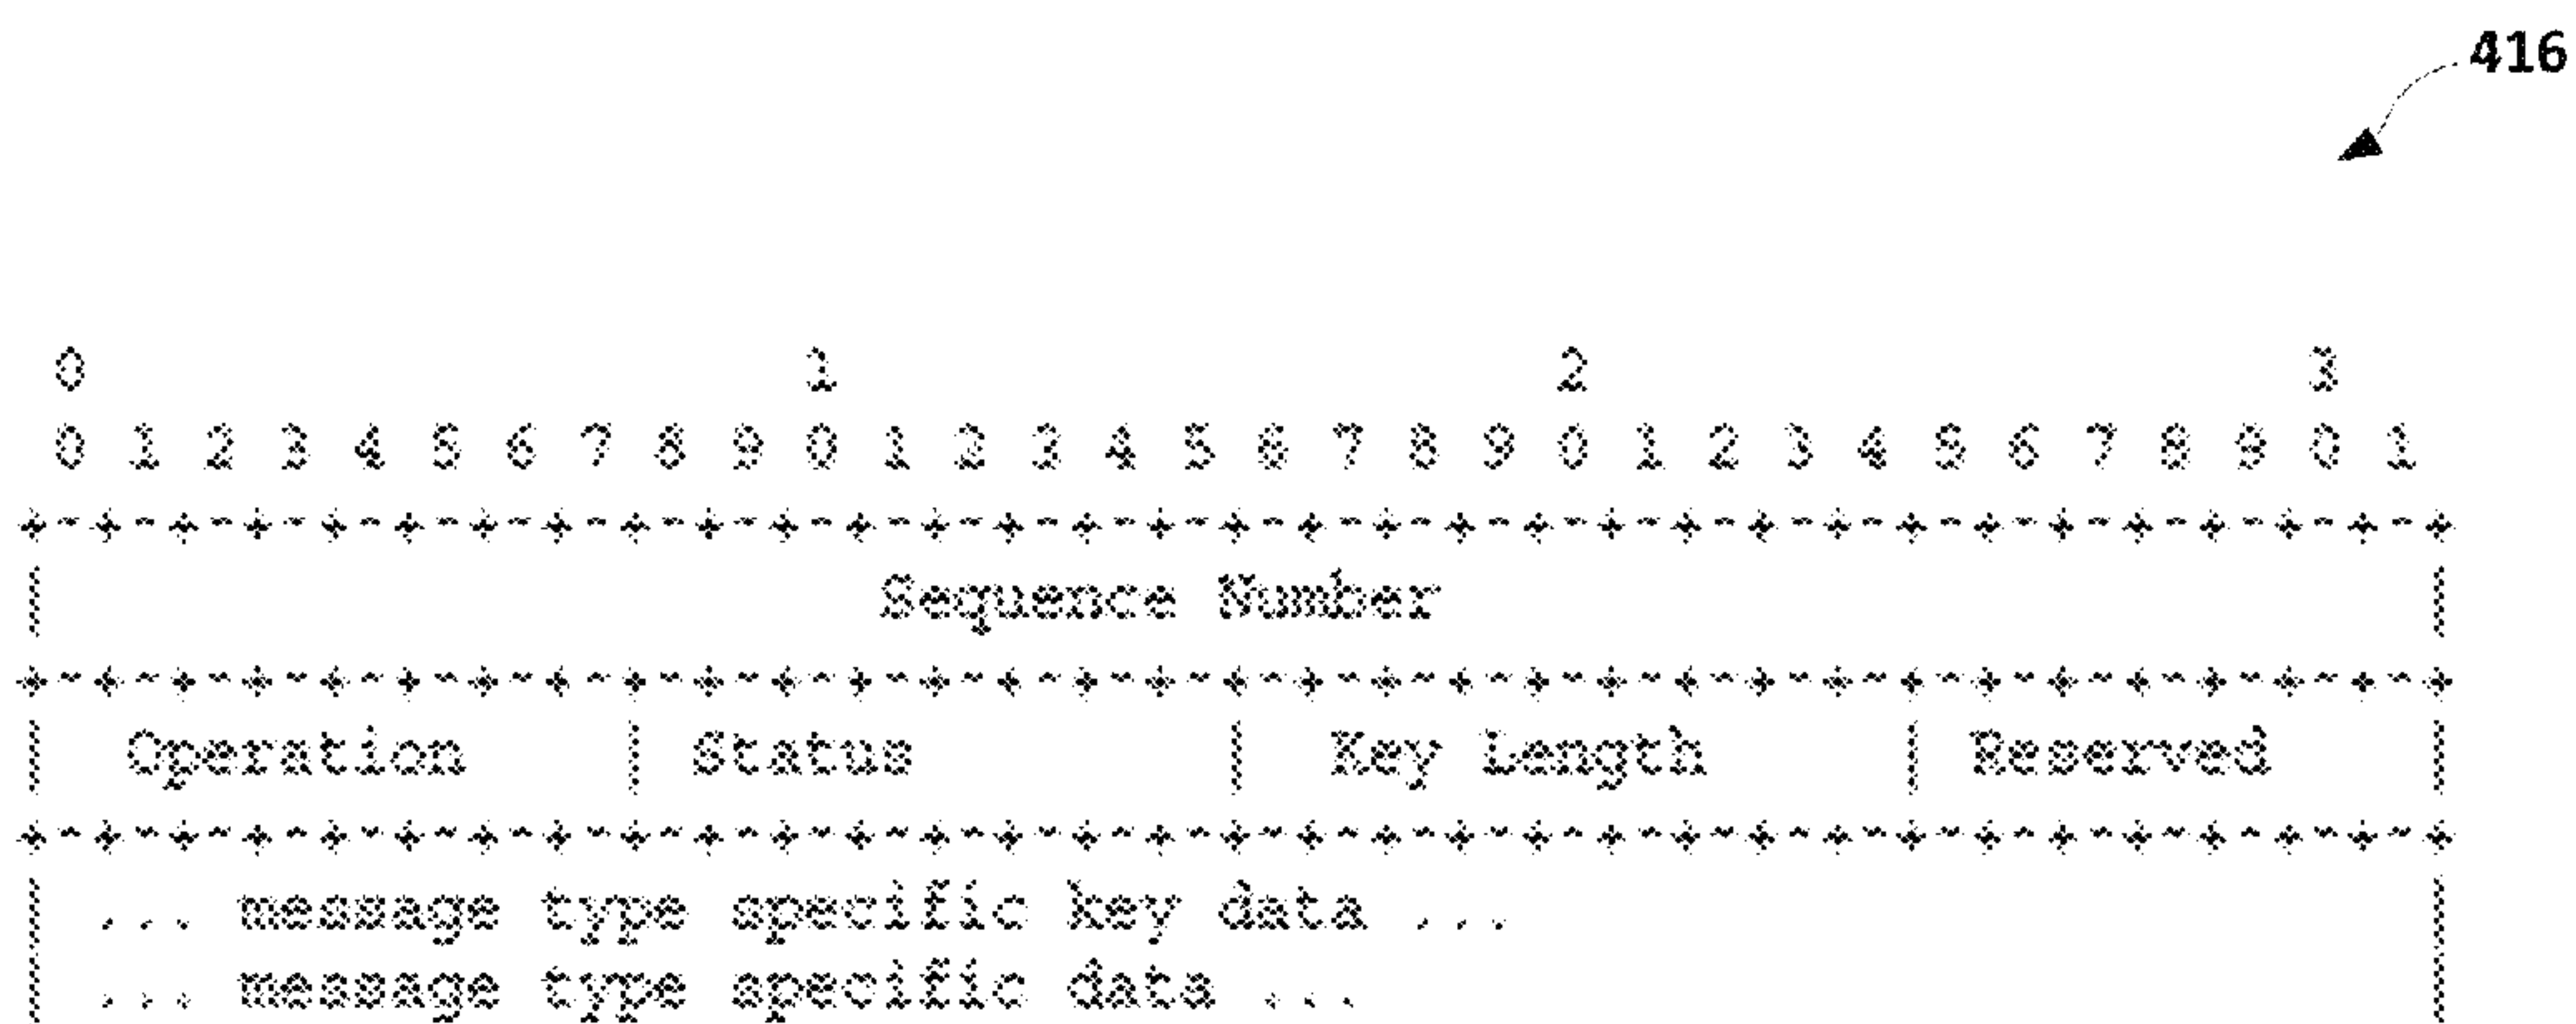 416
0                   1                   2                   3
0 1 2 3 4 5 6 7 8 9 0 1 2 3 4 5 6 7 8 9 0 1 2 3 4 5 6 7 8 9 0 1
+-+-+-+-+-+-+-+-+-+-+-+-+-+-+-+-+-+-+-+-+-+-+-+-+-+-+-+-+-+-+-+-+
| Sequence Number |
+-+-+-+-+-+-+-+-+-+-+-+-+-+-+-+-+-+-+-+-+-+-+-+-+-+-+-+-+-+-+-+-+
| Operation | Status | Key Length | Reserved |
+-+-+-+-+-+-+-+-+-+-+-+-+-+-+-+-+-+-+-+-+-+-+-+-+-+-+-+-+-+-+-+-+
| ... message type specific key data ... |
| ... message type specific data ... |